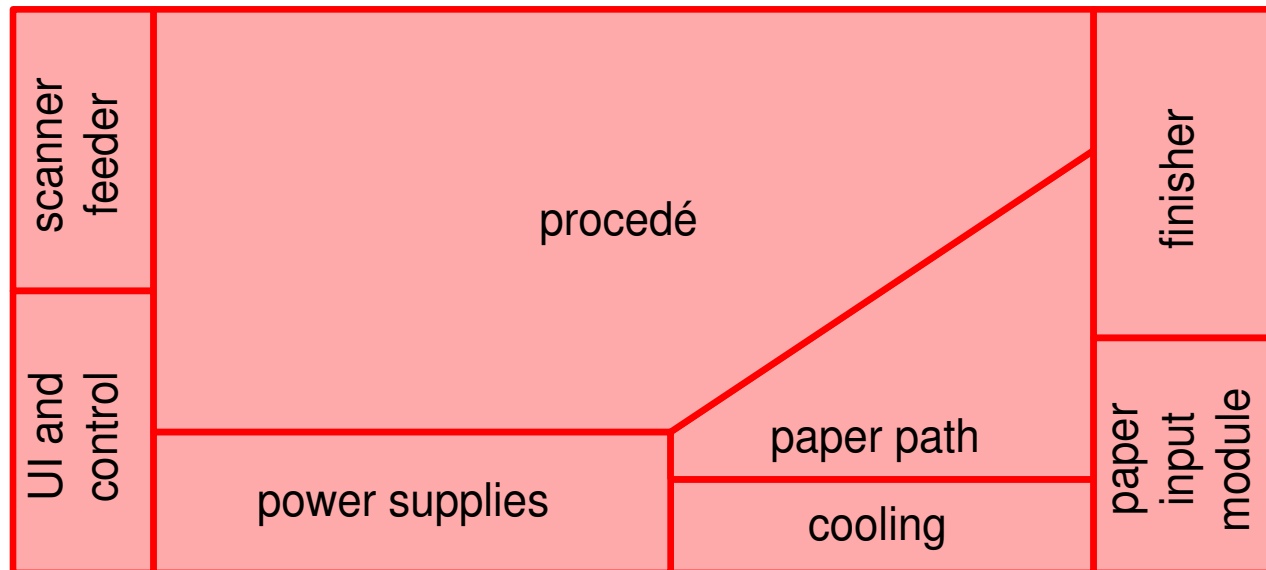 scanner
feeder
procedé
finisher
UI and
control
power supplies
paper path
cooling
paper
input
module